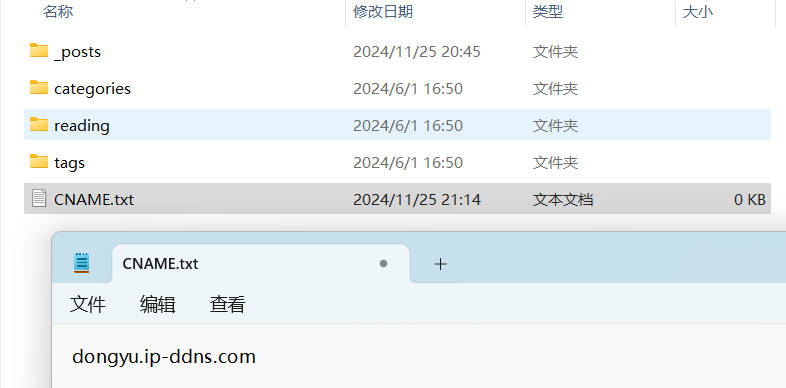 名称 修改日期 类型 大小
_posts 2024/11/25 20:45 文件夹
categories 2024/6/1 16:50 文件夹
reading 2024/6/1 16:50 文件夹
tags 2024/6/1 16:50 文件夹
CNAME.txt 2024/11/25 21:14 文本文档 0 KB
CNAME.txt
文件 编辑 查看
dongyu.ip-ddns.com